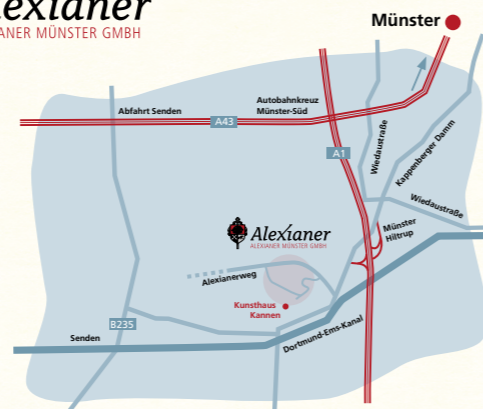 Alexianer
ALEXIANER MÜNSTER GMBH
Münster
Abfahrt Senden
Autobahnkreuz
Münster-Süd
A43
A1
Wiedaustraße
Kappenberger Damm
Wiedaustraße
Münster
Hiltrup
Alexianer
ALEXIANER MÜNSTER GMBH
Alexianerweg
Kunsthaus
Kannen
B235
Senden
Dortmund-Ems-Kanal